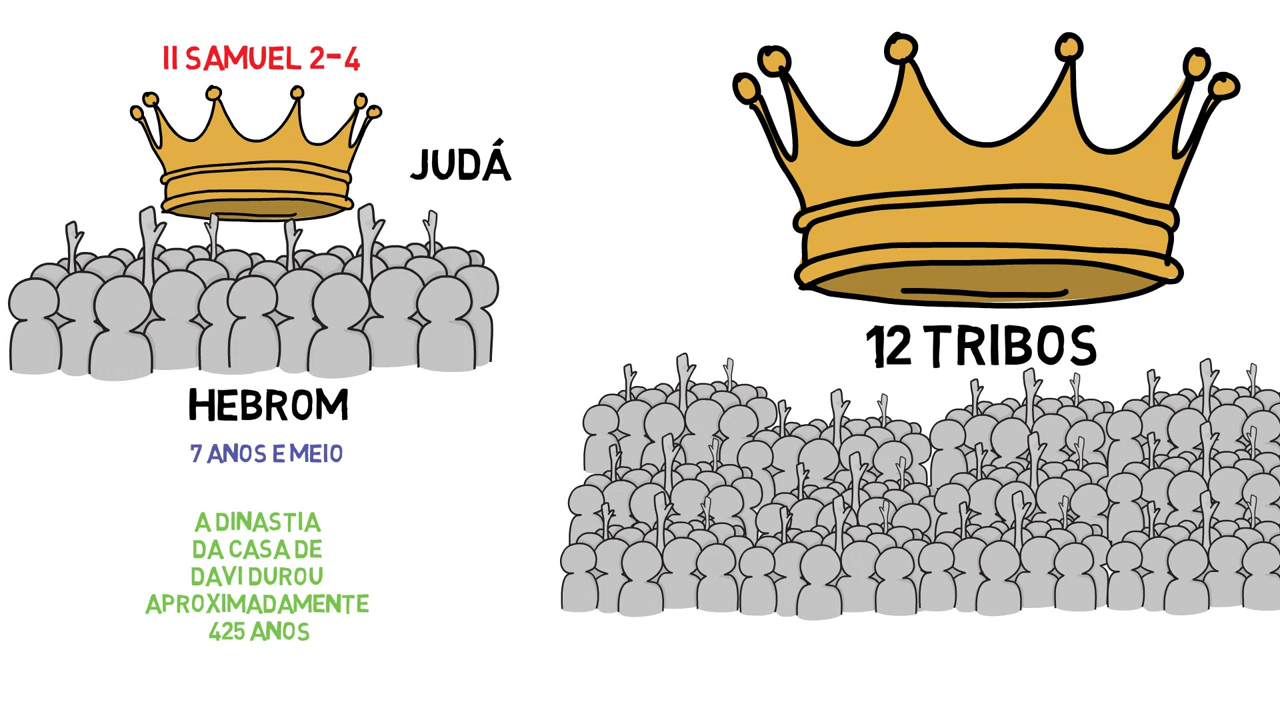 II SAMUEL 2-4
JUDÁ
HEBROM
7 ANOS E MEIO
A DINASTIA
DA CASA DE
DAVI DUROU
APROXIMADAMENTE
425 ANOS
12 TRIBOS